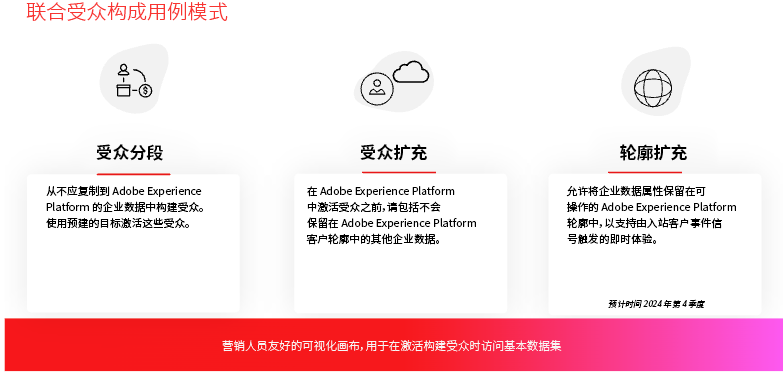 联合受众构成用例模式
受众分段
从不应复制到 Adobe Experience
Platform 的企业数据中构建受众。
使用预建的目标激活这些受众。
受众扩充
在 Adobe Experience Platform
中激活受众之前,请包括不会
保留在 Adobe Experience Platform
客户轮廓中的其他企业数据。
轮廓扩充
允许将企业数据属性保留在可
操作的 Adobe Experience Platform
轮廓中,以支持由入站客户事件信
号触发的即时体验。
预计时间 2024 年第 4 季度
营销人员友好的可视化画布,用于在激活构建受众时访问基本数据集